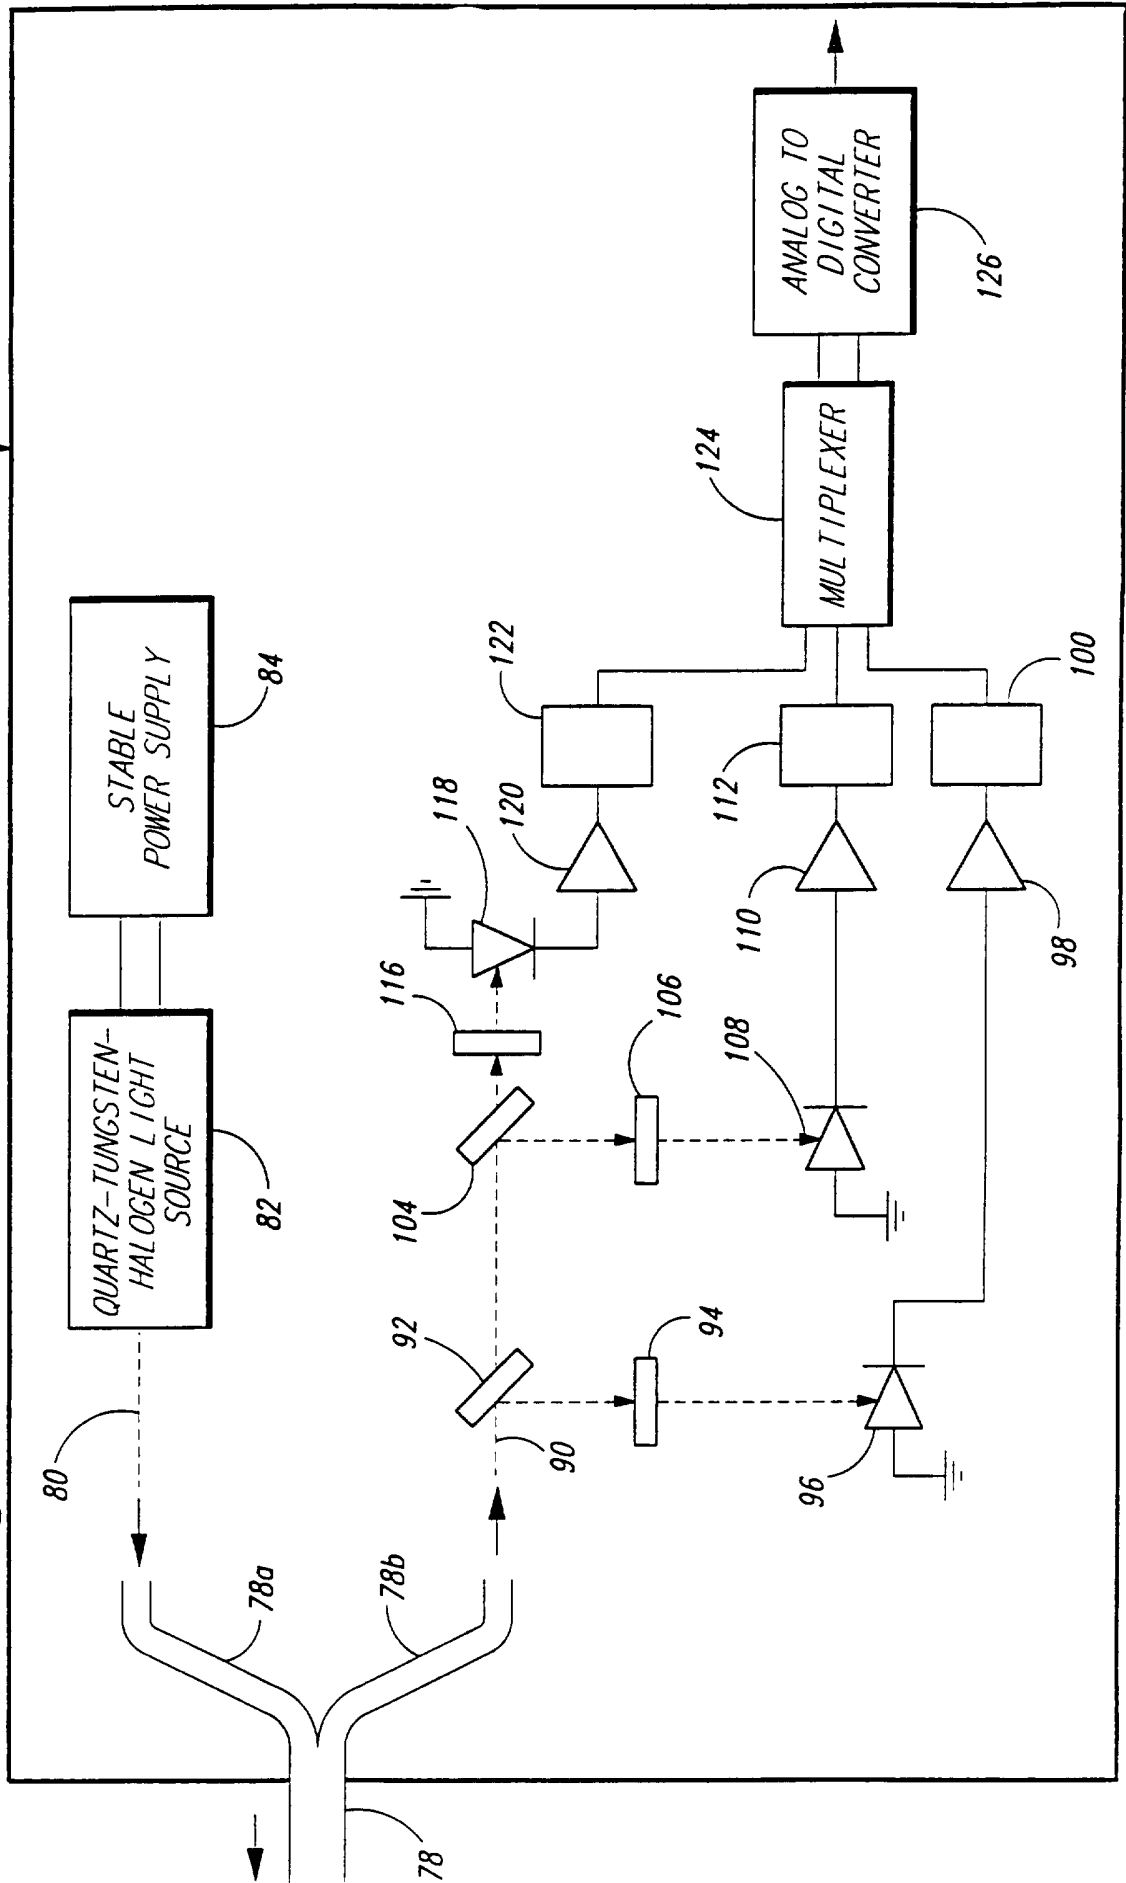 STABLE
POWER SUPPLY
84
QUARTZ-TUNGSTEN-
HALOGEN LIGHT
SOURCE
82
80
78a
78b
78
90
92
94
96
98
100
104
106
108
110
112
116
118
120
122
124
MULTIPLEXER
ANALOG TO
DIGITAL
CONVERTER
126